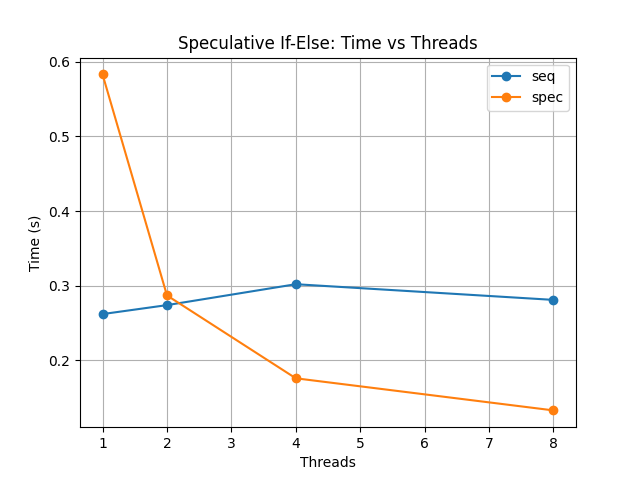 Speculative If-Else: Time vs Threads
seq
spec
Time (s)
0.6
0.5
0.4
0.3
0.2
1 2 3 4 5 6 7 8
Threads